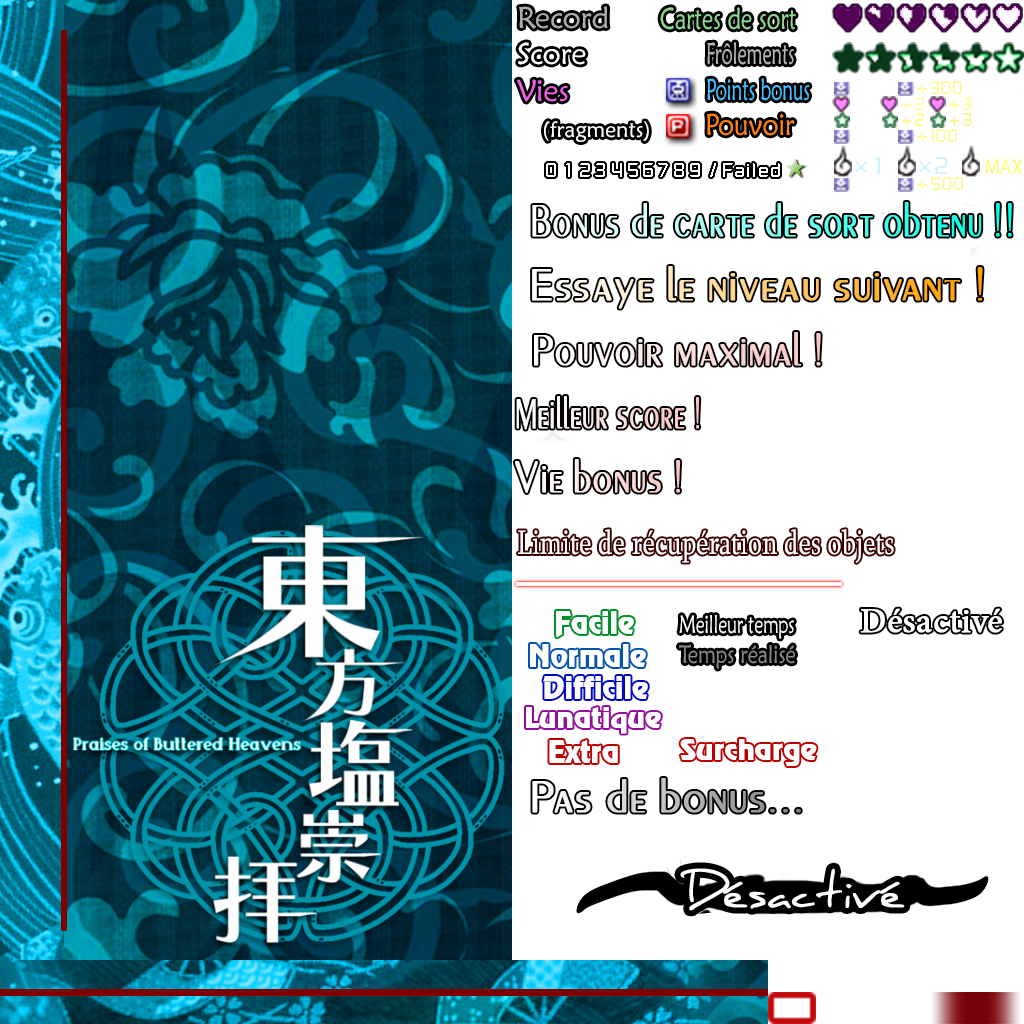 Record
Cartes de sort
Score
Frôlements
Vies
Points bonus
(fragments)
Pouvoir
0123456789/Failed
+300
+2 +3
+2 +3
+100
×1 ×2 MAX
+500
Bonus de carte de sort obtenu !!
Essaye le niveau suivant !
Pouvoir maximal !
Meilleur score !
Vie bonus !
Limite de récupération des objets
Facile
Meilleur temps
Désactivé
Normale
Temps réalisé
Difficile
Lunatique
Extra
Surcharge
Pas de bonus...
Désactivé
東方塩崇拝
Praises of Buttered Heavens
P